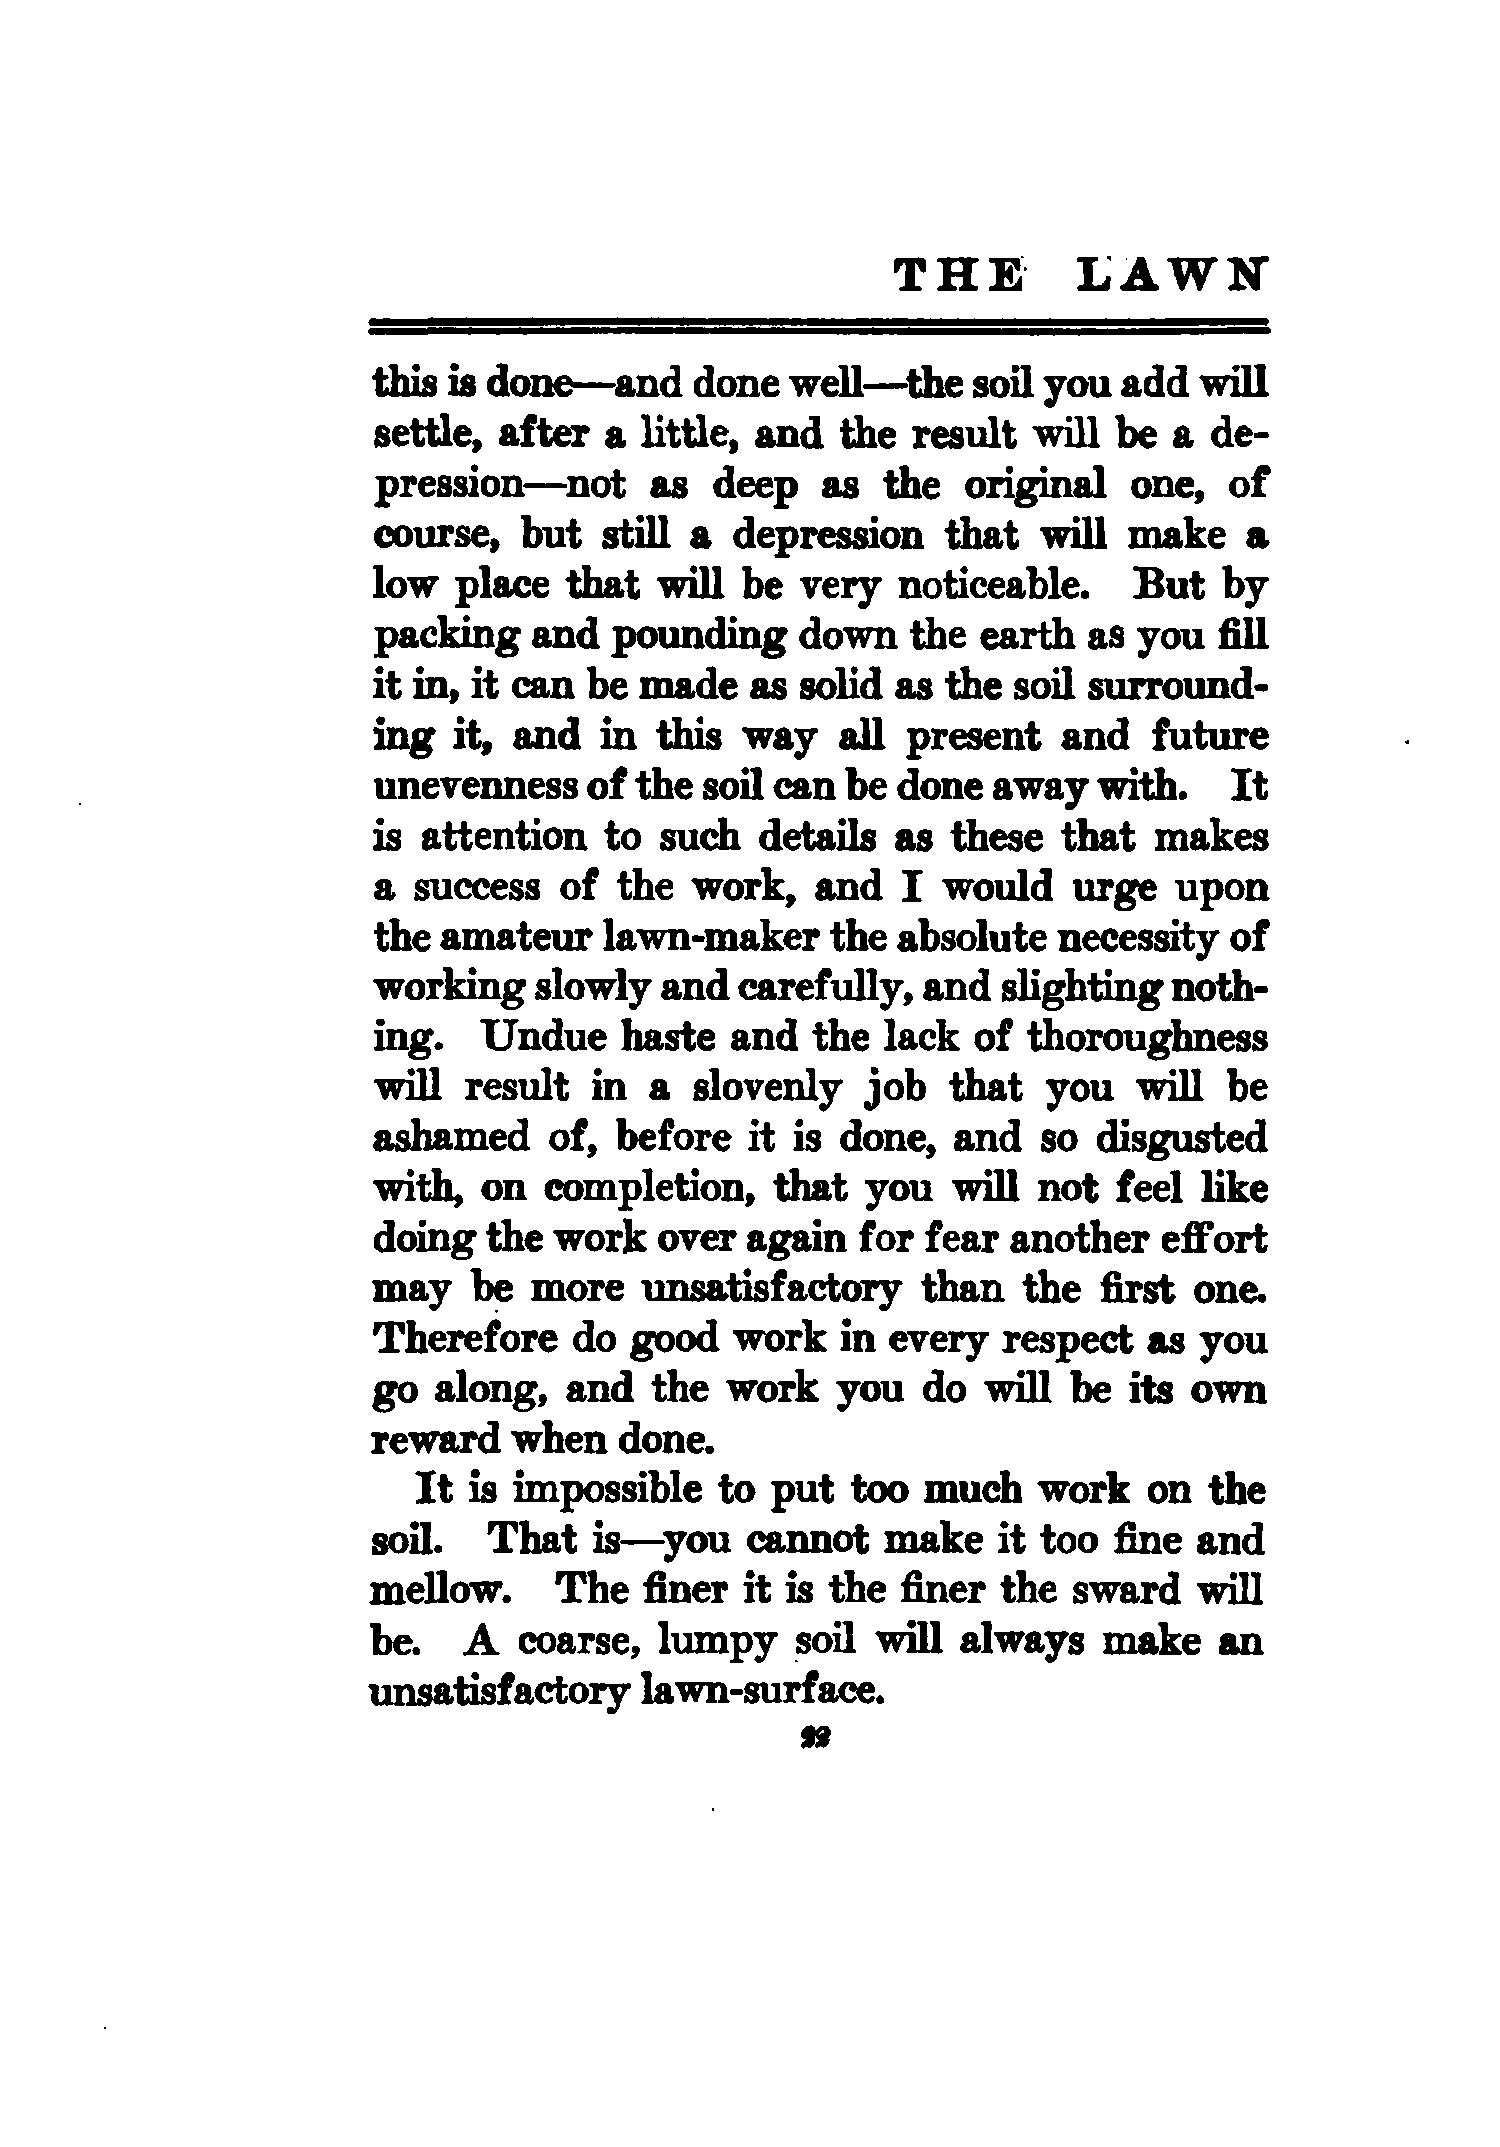 THE LAWN
this is done—and done well—the soil you add will
settle, after a little, and the result will be a de-
pression—not as deep as the original one, of
course, but still a depression that will make a
low place that will be very noticeable. But by
packing and pounding down the earth as you fill
it in, it can be made as solid as the soil surround-
ing it, and in this way all present and future
unevenness of the soil can be done away with. It
is attention to such details as these that makes
a success of the work, and I would urge upon
the amateur lawn-maker the absolute necessity of
working slowly and carefully, and slighting noth-
ing. Undue haste and the lack of thoroughness
will result in a slovenly job that you will be
ashamed of, before it is done, and so disgusted
with, on completion, that you will not feel like
doing the work over again for fear another effort
may be more unsatisfactory than the first one.
Therefore do good work in every respect as you
go along, and the work you do will be its own
reward when done.
It is impossible to put too much work on the
soil. That is—you cannot make it too fine and
mellow. The finer it is the finer the sward will
be. A coarse, lumpy soil will always make an
unsatisfactory lawn-surface.